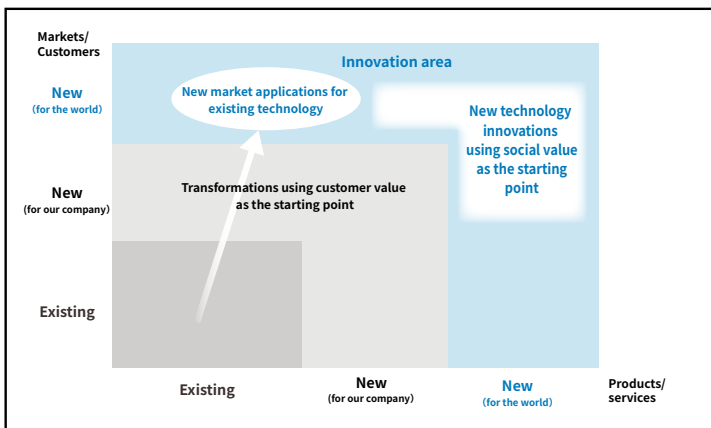 Markets/
Customers
Innovation area
New
(for the world)
New market applications for
existing technology
New technology
innovations
using social value
as the starting
point
New
(for our company)
Transformations using customer value
as the starting point
Existing
Existing
New
(for our company)
New
(for the world)
Products/
services